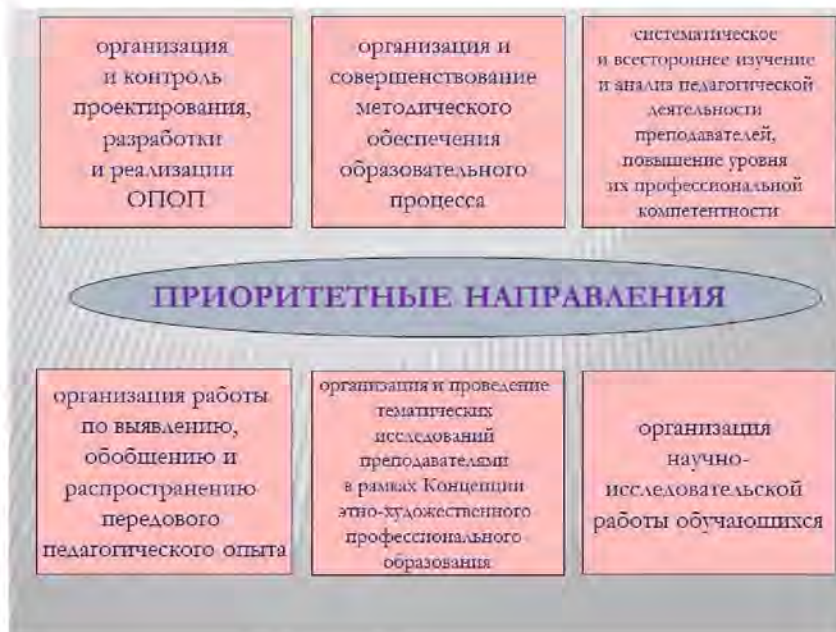 организация
и контроль
проектирования,
разработки
и реализации
ОПОП
организация и
совершенствование
методического
обеспечения
образовательного
процесса
систематическое
и всестороннее изучение
и анализ педагогической
деятельности
преподавателей,
повышение уровня
их профессиональной
компетентности
ПРИОРИТЕТНЫЕ НАПРАВЛЕНИЯ
организация работы
по выявлению,
обобщению и
распространению
передового
педагогического опыта
организация и проведение
тематических
исследований
преподавателями
в рамках Концепции
этно-художественного
профессионального
образования
организация
научно-
исследовательской
работы обучающихся